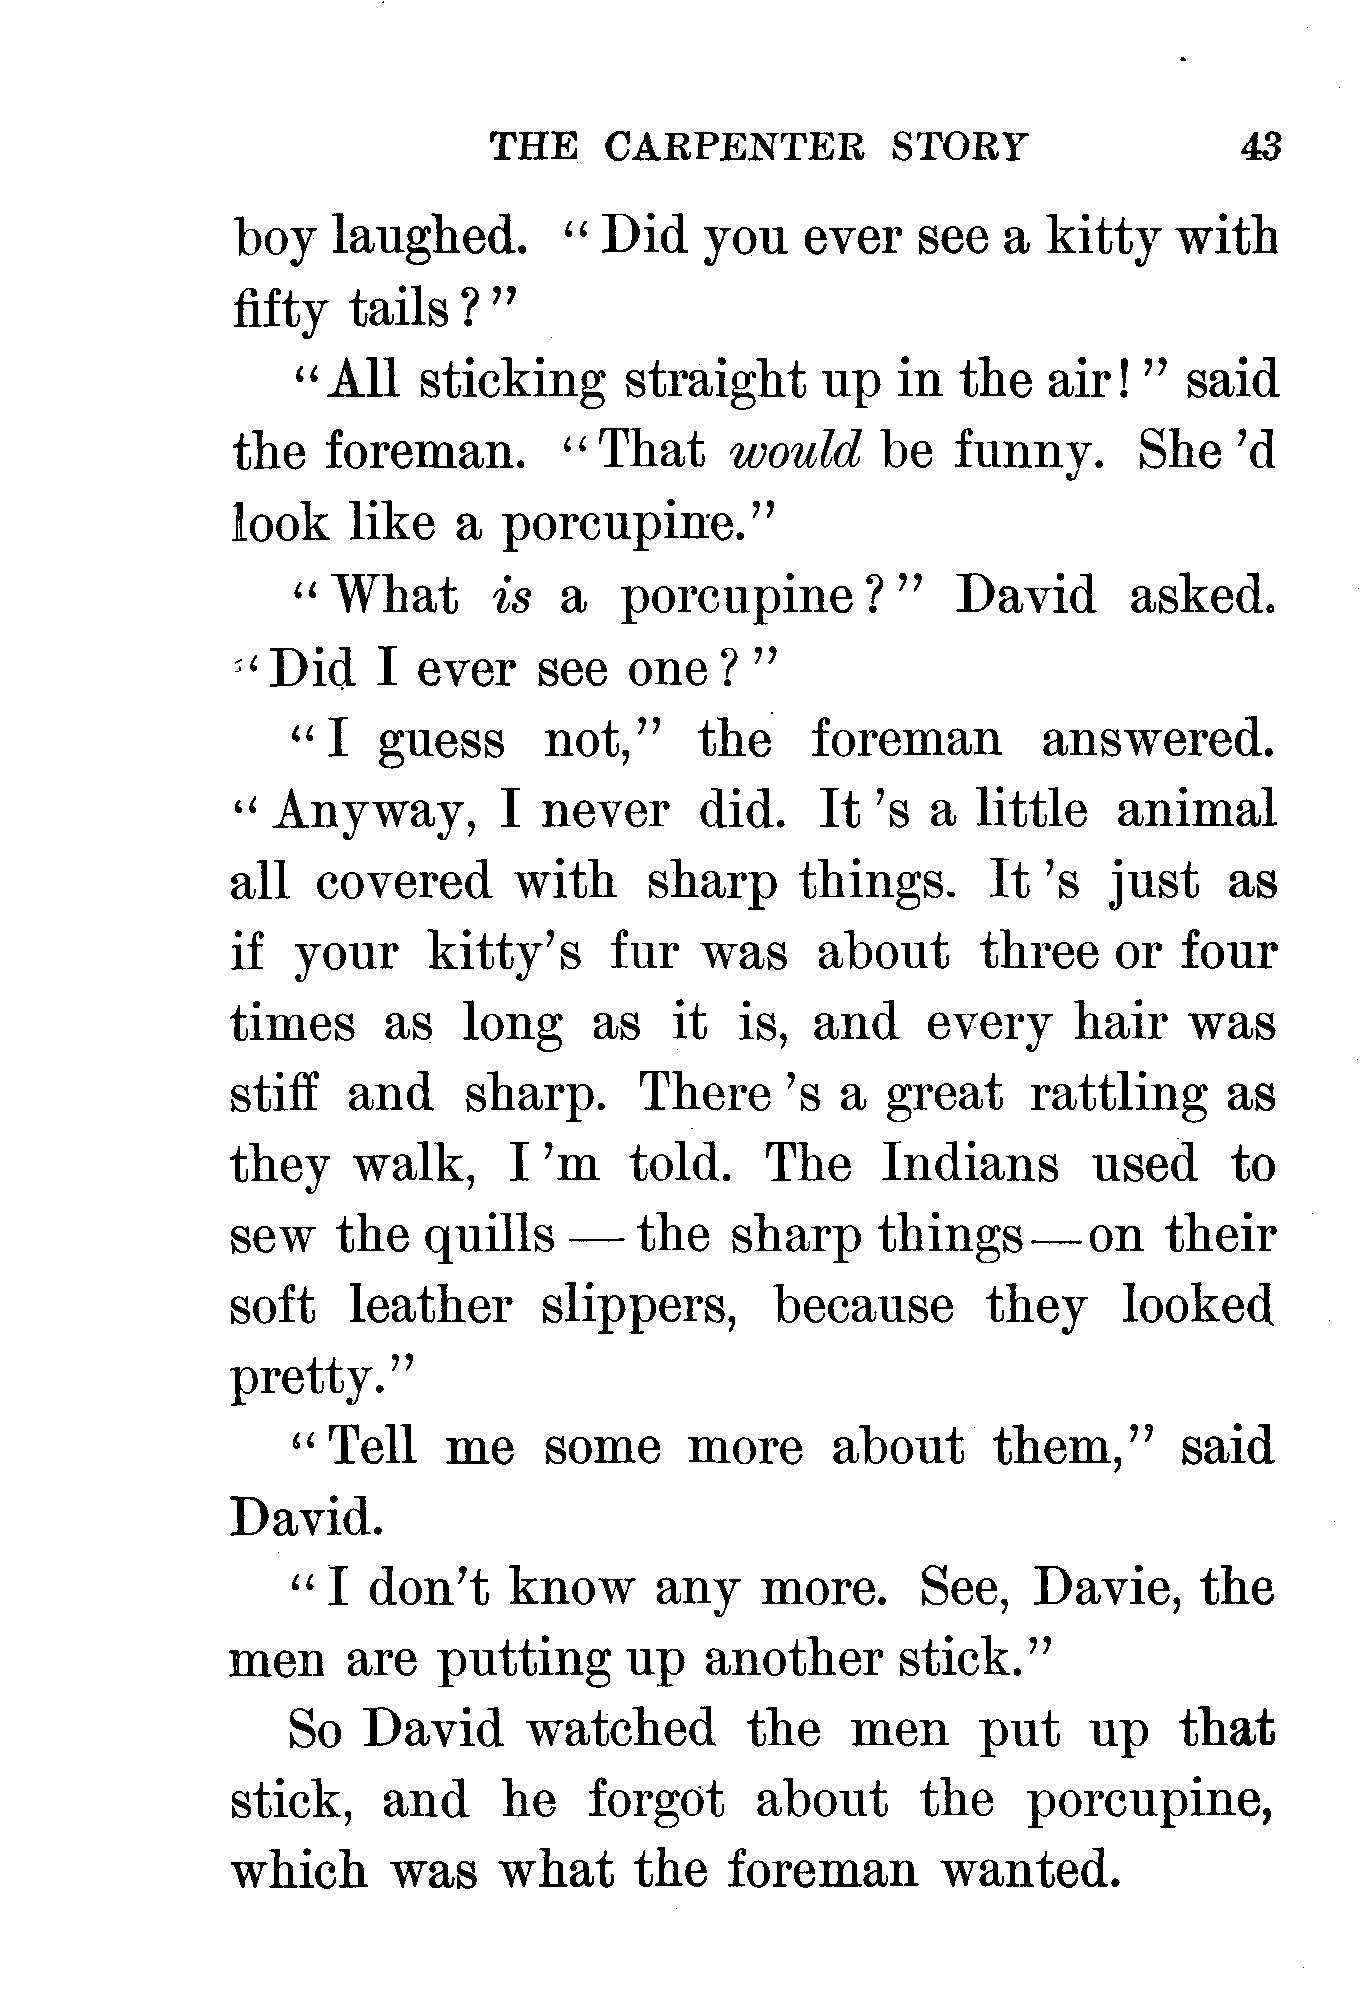 THE CARPENTER STORY 43
boy laughed. "Did you ever see a kitty with
fifty tails?"
"All sticking straight up in the air!" said
the foreman. "That would be funny. She 'd
look like a porcupine."
"What is a porcupine?" David asked.
"Did I ever see one?"
"I guess not," the foreman answered.
"Anyway, I never did. It 's a little animal
all covered with sharp things. It 's just as
if your kitty's fur was about three or four
times as long as it is, and every hair was
stiff and sharp. There 's a great rattling as
they walk, I 'm told. The Indians used to
sew the quills — the sharp things — on their
soft leather slippers, because they looked
pretty."
"Tell me some more about them," said
David.
"I don't know any more. See, Davie, the
men are putting up another stick."
So David watched the men put up that
stick, and he forgot about the porcupine,
which was what the foreman wanted.